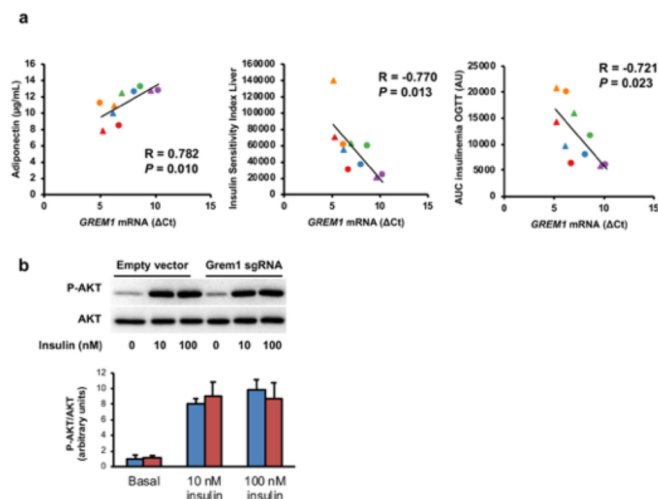 a
Adiponectin (µg/mL)
16
14
12
10
8
6
4
2
0
R = 0.782
P = 0.010
0 5 10 15
GREM1 mRNA (ΔCt)
Insulin Sensitivity Index Liver
160000
140000
120000
100000
80000
60000
40000
20000
0
R = -0.770
P = 0.013
0 5 10 15
GREM1 mRNA (ΔCt)
AUC insulinemia OGTT (AU)
25000
20000
15000
10000
5000
0
R = -0.721
P = 0.023
0 5 10 15
GREM1 mRNA (ΔCt)
b
Empty vector Grem1 sgRNA
P-AKT
AKT
Insulin (nM) 0 10 100 0 10 100
P-AKT/AKT
(arbitrary units)
12
10
8
6
4
2
0
Basal 10 nM 100 nM
insulin insulin